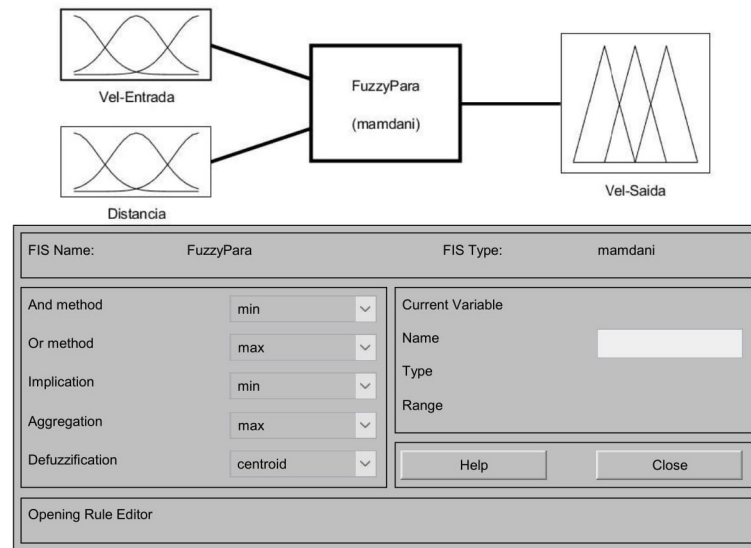 Vel-Entrada
Distancia
FuzzyPara
(mamdani)
Vel-Saida
FIS Name: FuzzyPara FIS Type: mamdani
And method min
Or method max
Implication min
Aggregation max
Defuzzification centroid
Current Variable
Name
Type
Range
Help Close
Opening Rule Editor